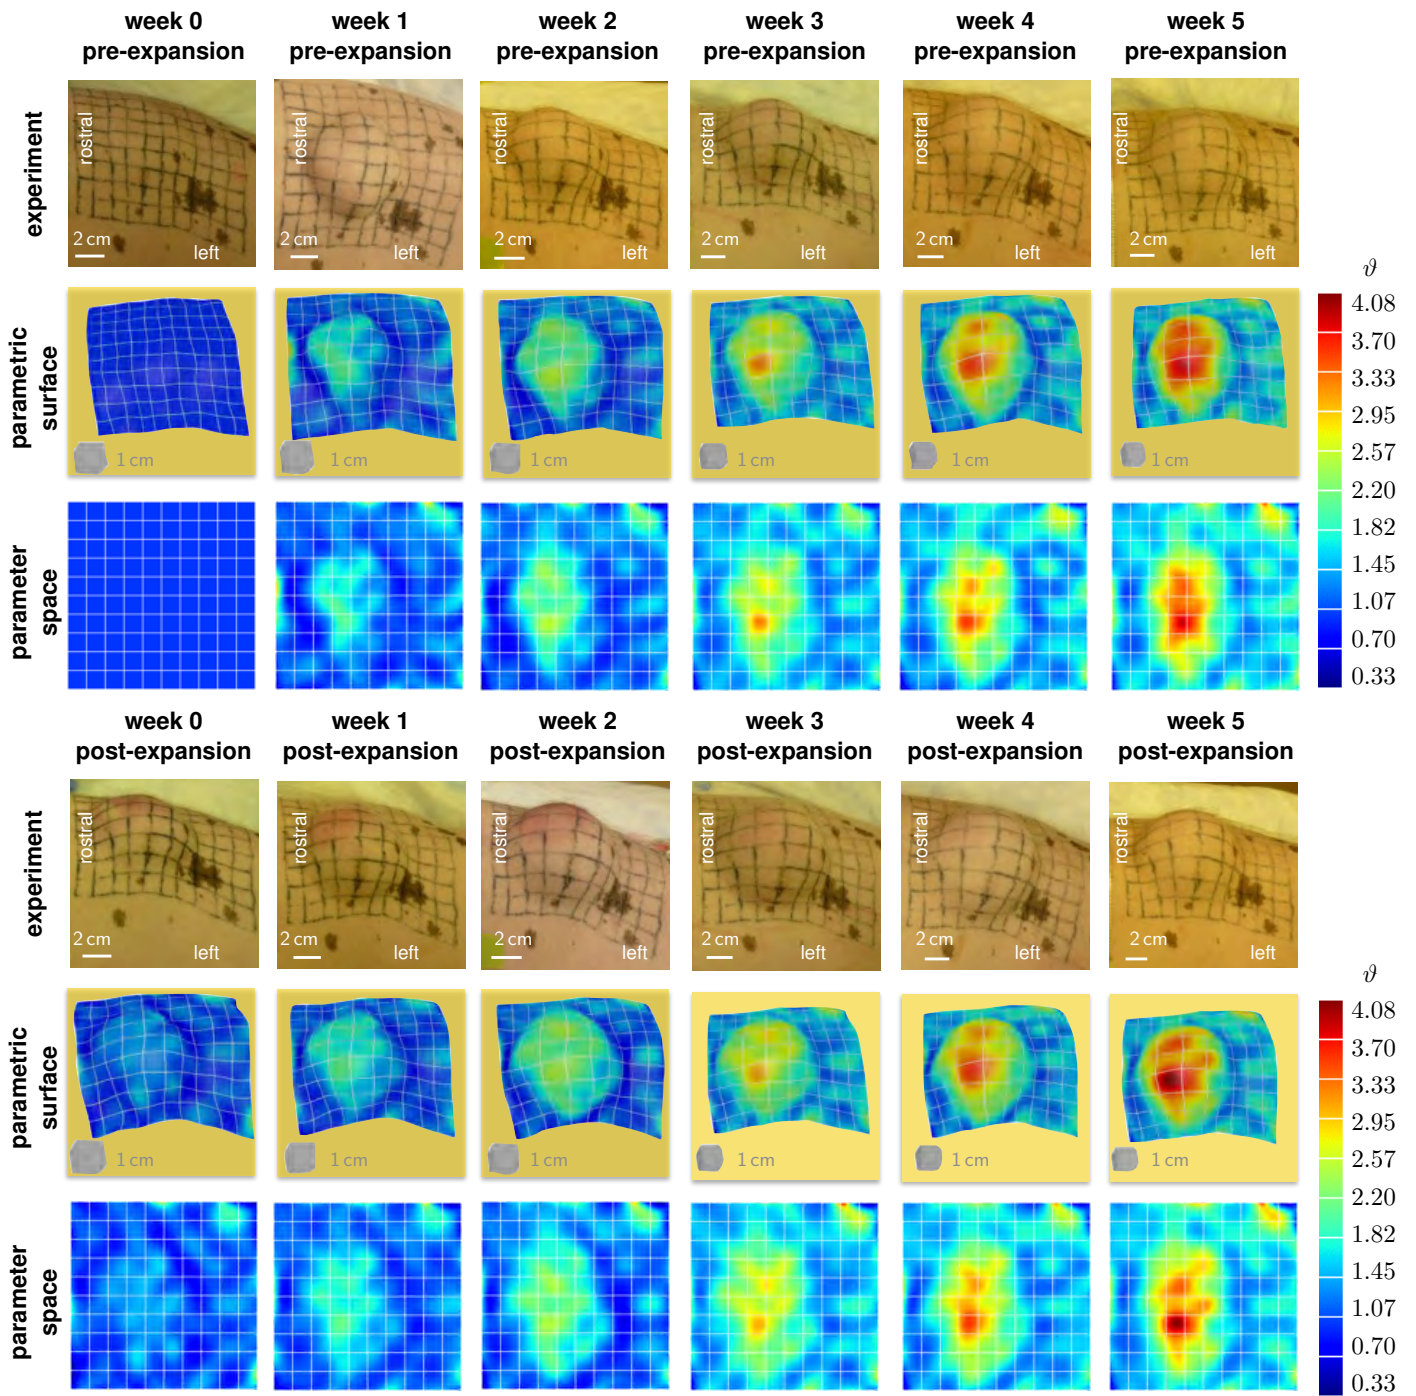 week 0 week 1 week 2 week 3 week 4 week 5
pre-expansion pre-expansion pre-expansion pre-expansion pre-expansion pre-expansion
experiment
rostral rostral rostral rostral rostral rostral
2 cm 2 cm 2 cm 2 cm 2 cm 2 cm
left left left left left left
parametric
surface
1 cm 1 cm 1 cm 1 cm 1 cm 1 cm
parameter
space
ϑ
4.08
3.70
3.33
2.95
2.57
2.20
1.82
1.45
1.07
0.70
0.33
week 0 week 1 week 2 week 3 week 4 week 5
post-expansion post-expansion post-expansion post-expansion post-expansion post-expansion
experiment
rostral rostral rostral rostral rostral rostral
2 cm 2 cm 2 cm 2 cm 2 cm 2 cm
left left left left left left
parametric
surface
1 cm 1 cm 1 cm 1 cm 1 cm 1 cm
parameter
space
ϑ
4.08
3.70
3.33
2.95
2.57
2.20
1.82
1.45
1.07
0.70
0.33